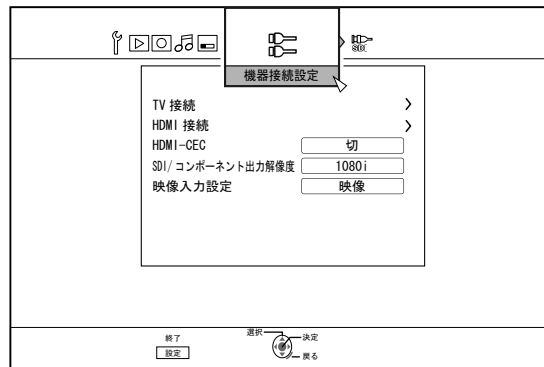 SDI
機器接続設定
TV 接続
HDMI 接続
HDMI-CEC 切
SDI/ コンポーネント出力解像度 1080i
映像入力設定 映像
終了
設定
選択
決定
戻る